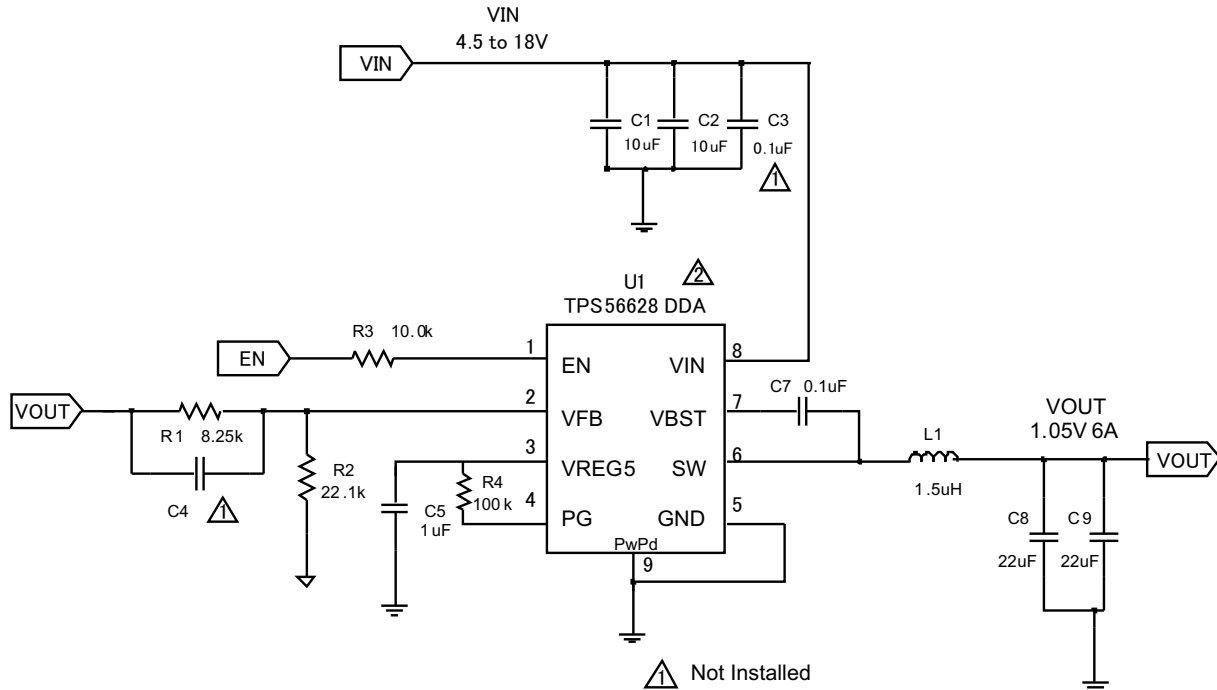 VIN
4.5 to 18V
VIN
C1
10uF
C2
10uF
C3
0.1uF
1
U1
2
TPS56628 DDA
R3 10.0k
EN
1
EN
VIN
8
C7 0.1uF
VOUT
R1 8.25k
C4
1
R2
22.1k
2
VFB
VBST
7
3
VREG5
SW
6
R4
100k
C5
1uF
4
PG
GND
5
PwPd
9
L1
1.5uH
VOUT
1.05V 6A
VOUT
C8
22uF
C9
22uF
1 Not Installed